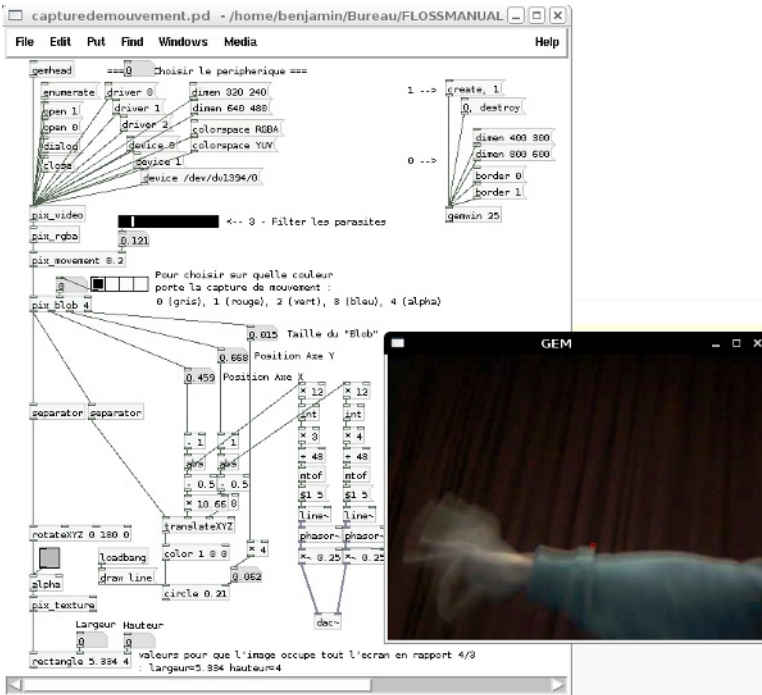 capturedemouvement.pd - /home/benjamin/Bureau/FLOSSMANUAL
File Edit Put Find Windows Media Help
gemhead
===
0
Choisir le peripherique ===
enumerate
driver 0
dimen 320 240
open 1
driver 1
dimen 640 480
open 0
driver 2
colorspace RGBA
dialog
device 0
colorspace YUV
close
device 1
device /dev/dv1394/0
1 -->
create, 1
0, destroy
dimen 400 300
0 -->
dimen 800 600
border 0
border 1
gemwin 25
pix_video
<-- 3 - Filter les parasites
pix_rgba
0.121
pix_movement 0.2
Pour choisir sur quelle couleur
0
porte la capture de mouvement :
0 (gris), 1 (rouge), 2 (vert), 3 (bleu), 4 (alpha)
pix_blob 4
0.015
Taille du "Blob"
0.668
Position Axe Y
0.459
Position Axe X
GEM
* 12
* 12
separator
separator
int
int
* 3
* 4
- 1
- 1
+ 48
+ 48
abs
abs
mtof
mtof
- 0.5
- 0.5
$1 5
$1 5
* 10.66
8
line~
line~
translateXYZ
rotateXYZ 0 180 0
phasor~
phasor~
color 1 0 0
* 4
*~ 0.25
*~ 0.25
loadbang
alpha
draw line
0.062
circle 0.21
pix_texture
dac~
Largeur
Hauteur
0
0
rectangle 5.334 4
valeurs pour que l'image occupe tout l'ecran en rapport 4/3
: largeur=5.334 hauteur=4